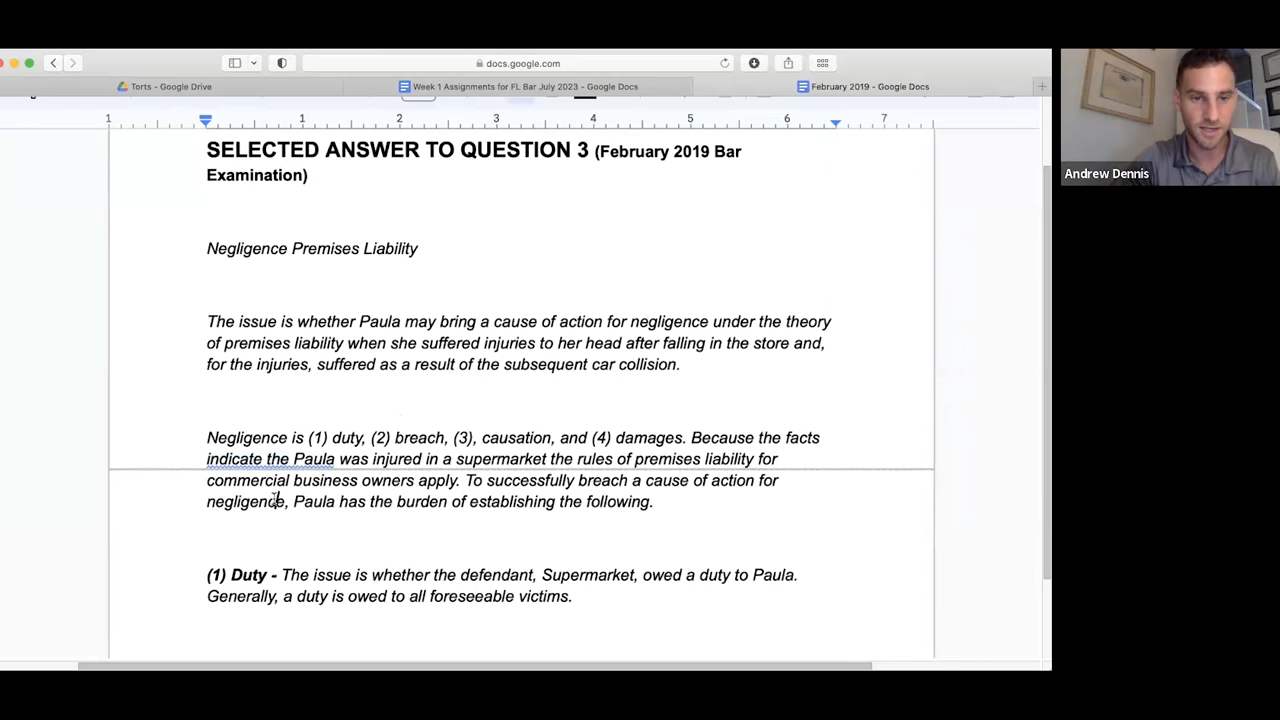 docs.google.com
Torts - Google Drive
Week 1 Assignments for FL Bar July 2023 - Google Docs
February 2019 - Google Docs
1 1 2 3 4 5 6 7
SELECTED ANSWER TO QUESTION 3 (February 2019 Bar
Examination)
Negligence Premises Liability
The issue is whether Paula may bring a cause of action for negligence under the theory
of premises liability when she suffered injuries to her head after falling in the store and,
for the injuries, suffered as a result of the subsequent car collision.
Negligence is (1) duty, (2) breach, (3), causation, and (4) damages. Because the facts
indicate the Paula was injured in a supermarket the rules of premises liability for
commercial business owners apply. To successfully breach a cause of action for
negligence, Paula has the burden of establishing the following.
(1) Duty - The issue is whether the defendant, Supermarket, owed a duty to Paula.
Generally, a duty is owed to all foreseeable victims.
Andrew Dennis